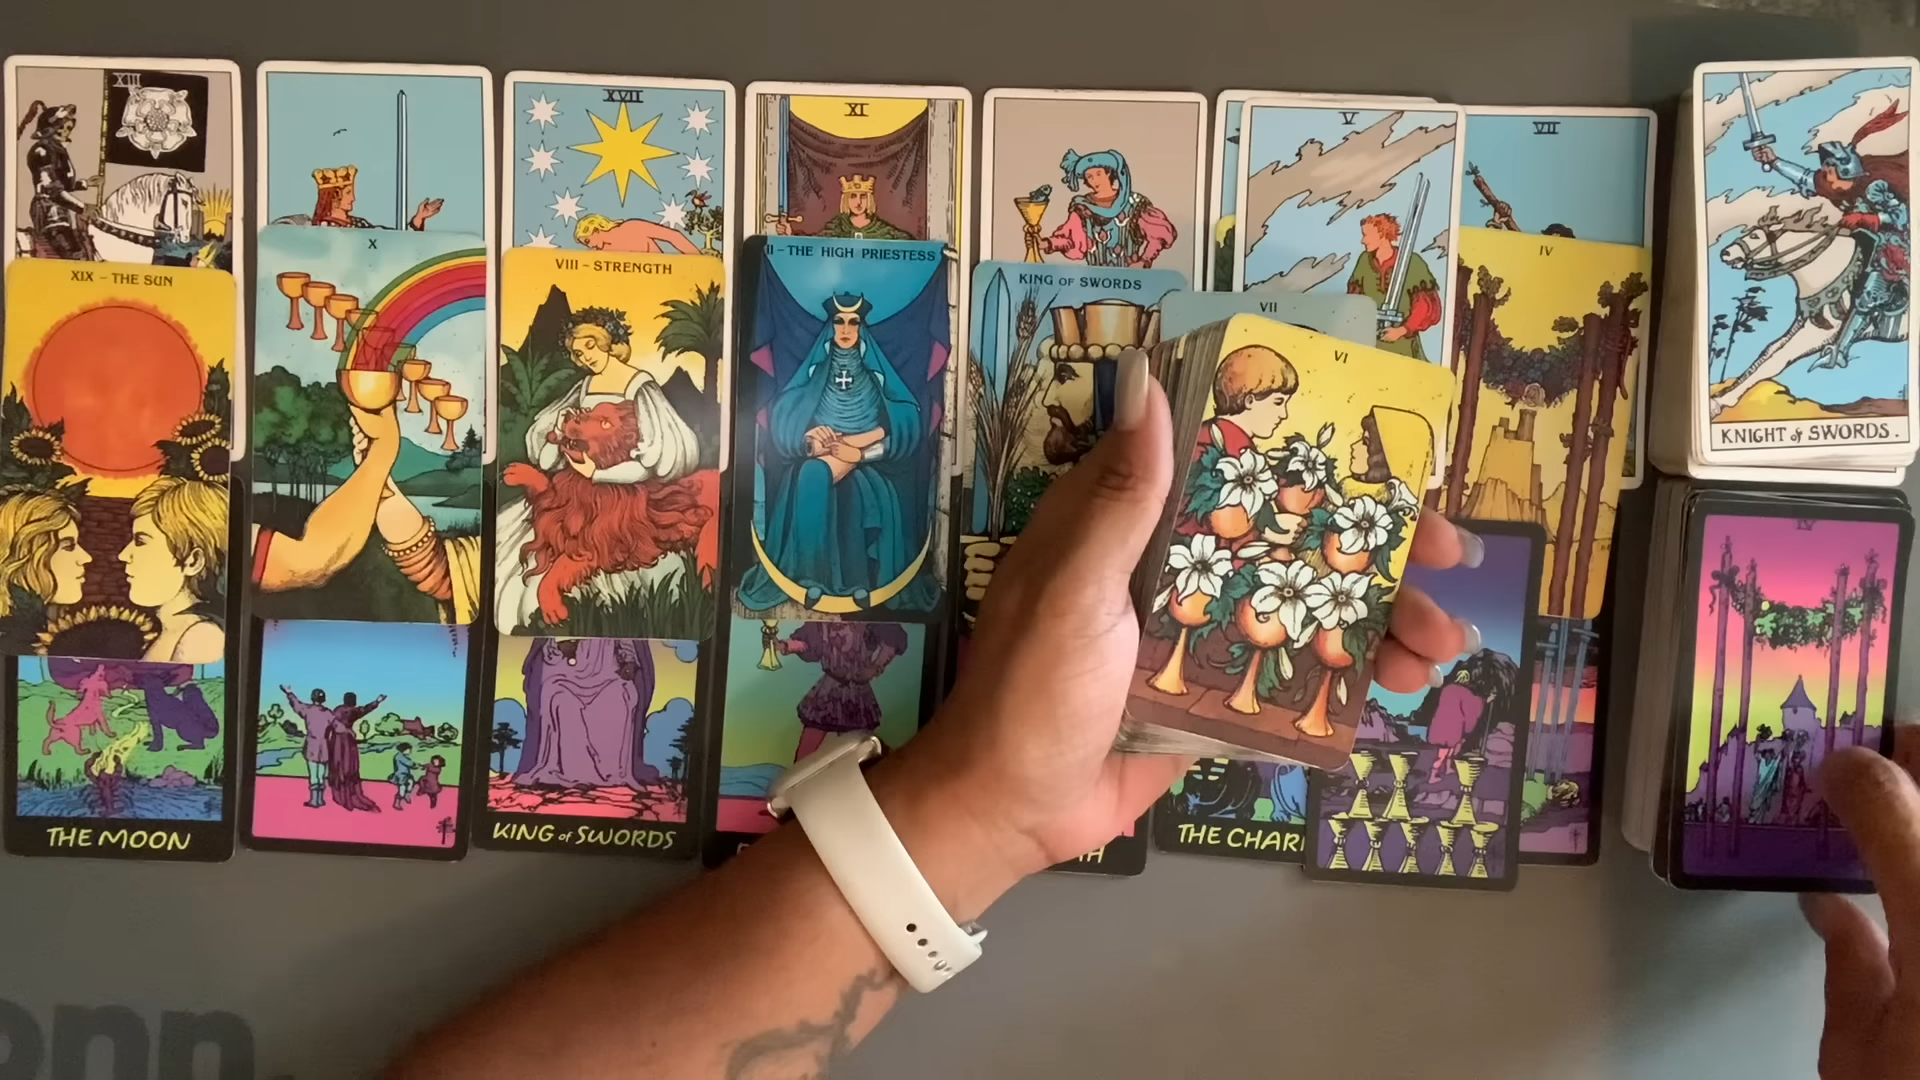 XIII
XVII
XI
V
VII
XIX – THE SUN
X
VIII – STRENGTH
II – THE HIGH PRIESTESS
KING OF SWORDS
VII
VI
IV
KNIGHT of SWORDS.
IV
THE MOON
KING of SWORDS
THE CHARI